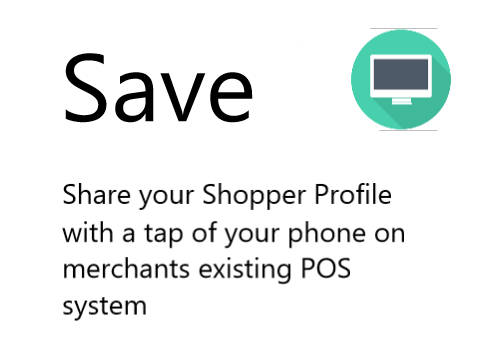 Save
Share your Shopper Profile
with a tap of your phone on
merchants existing POS
system